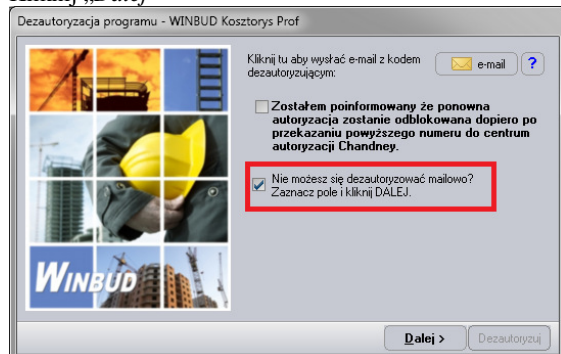 Kliknij „Dalej”
Dezautoryzacja programu - WINBUD Kosztorys Prof
Kliknij tu aby wysłać e-mail z kodem
dezautoryzującym:
e-mail
?
Zostałem poinformowany że ponowna
autoryzacja zostanie odblokowana dopiero po
przekazaniu powyższego numeru do centrum
autoryzacji Chandney.
Nie możesz się dezautoryzować mailowo?
Zaznacz pole i kliknij DALEJ.
WINBUD
Dalej >
Dezautoryzuj